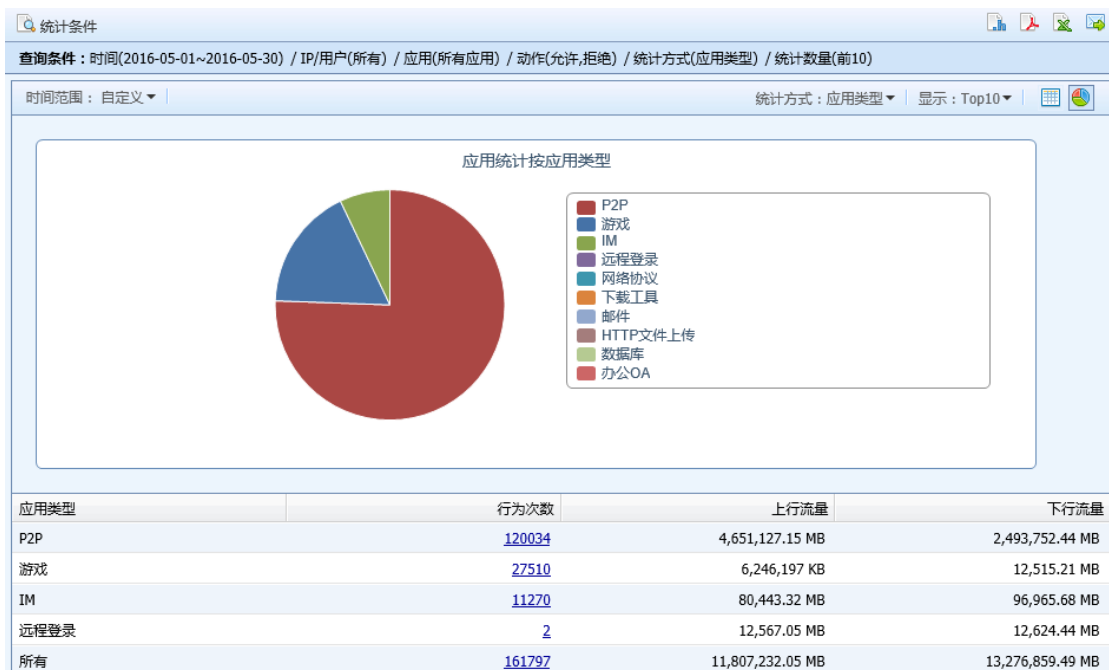 统计条件
查询条件：时间(2016-05-01~2016-05-30) / IP/用户(所有) / 应用(所有应用) / 动作(允许,拒绝) / 统计方式(应用类型) / 统计数量(前10)
时间范围： 自定义 统计方式：应用类型 显示：Top10
应用统计按应用类型
P2P
游戏
IM
远程登录
网络协议
下载工具
邮件
HTTP文件上传
数据库
办公OA
应用类型 行为次数 上行流量 下行流量
P2P 120034 4,651,127.15 MB 2,493,752.44 MB
游戏 27510 6,246,197 KB 12,515.21 MB
IM 11270 80,443.32 MB 96,965.68 MB
远程登录 2 12,567.05 MB 12,624.44 MB
所有 161797 11,807,232.05 MB 13,276,859.49 MB